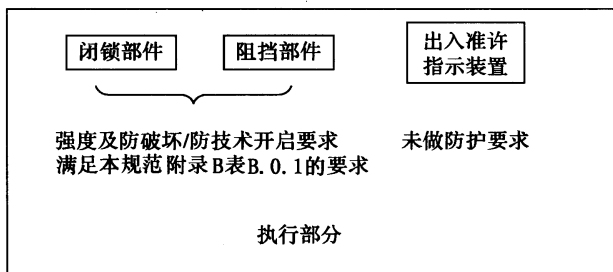 闭锁部件
阻挡部件
出入准许
指示装置
强度及防破坏/防技术开启要求
满足本规范附录B表B.0.1的要求
未做防护要求
执行部分